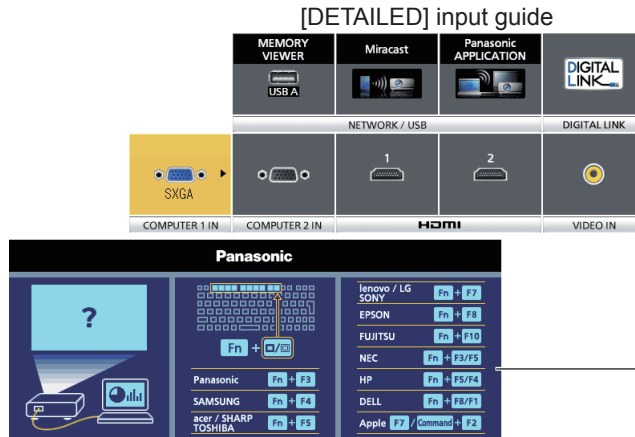 [DETAILED] input guide
MEMORY VIEWER
Miracast
Panasonic APPLICATION
USB A
DIGITAL LINK
NETWORK / USB
DIGITAL LINK
SXGA
1
2
COMPUTER 1 IN
COMPUTER 2 IN
HDMI
VIDEO IN
Panasonic
?
Fn +
Panasonic Fn + F3
SAMSUNG Fn + F4
acer / SHARP TOSHIBA Fn + F5
lenovo / LG SONY Fn + F7
EPSON Fn + F8
FUJITSU Fn + F10
NEC Fn + F3/F5
HP Fn + F5/F4
DELL Fn + F8/F1
Apple F7 / Command + F2